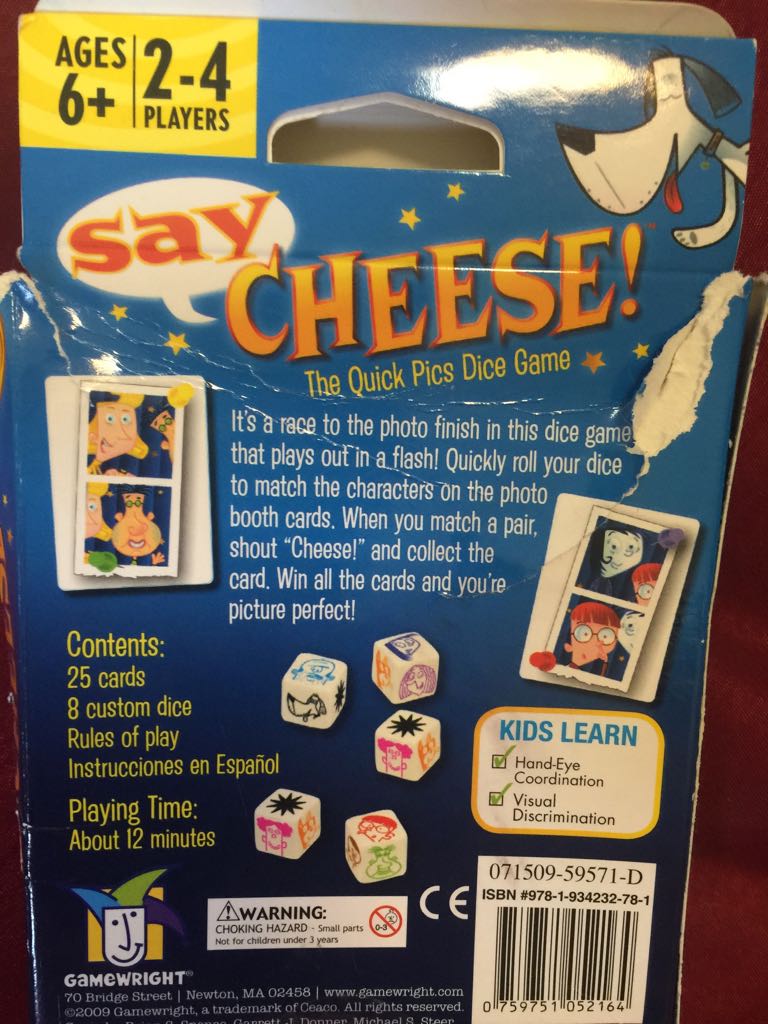 AGES
6+
2-4
PLAYERS
say
CHEESE!™
The Quick Pics Dice Game
It's a race to the photo finish in this dice game
that plays out in a flash! Quickly roll your dice
to match the characters on the photo
booth cards. When you match a pair,
shout "Cheese!" and collect the
card. Win all the cards and you're
picture perfect!
Contents:
25 cards
8 custom dice
Rules of play
Instrucciones en Español
Playing Time:
About 12 minutes
KIDS LEARN
Hand-Eye
Coordination
Visual
Discrimination
071509-59571-D
ISBN #978-1-934232-78-1
0 759751 052164
WARNING:
CHOKING HAZARD - Small parts
Not for children under 3 years
0-3
CE
GAMEWRIGHT®
70 Bridge Street | Newton, MA 02458 | www.gamewright.com
©2009 Gamewright, a trademark of Ceaco. All rights reserved.
Garrett J. Donner, Michael S. Steer